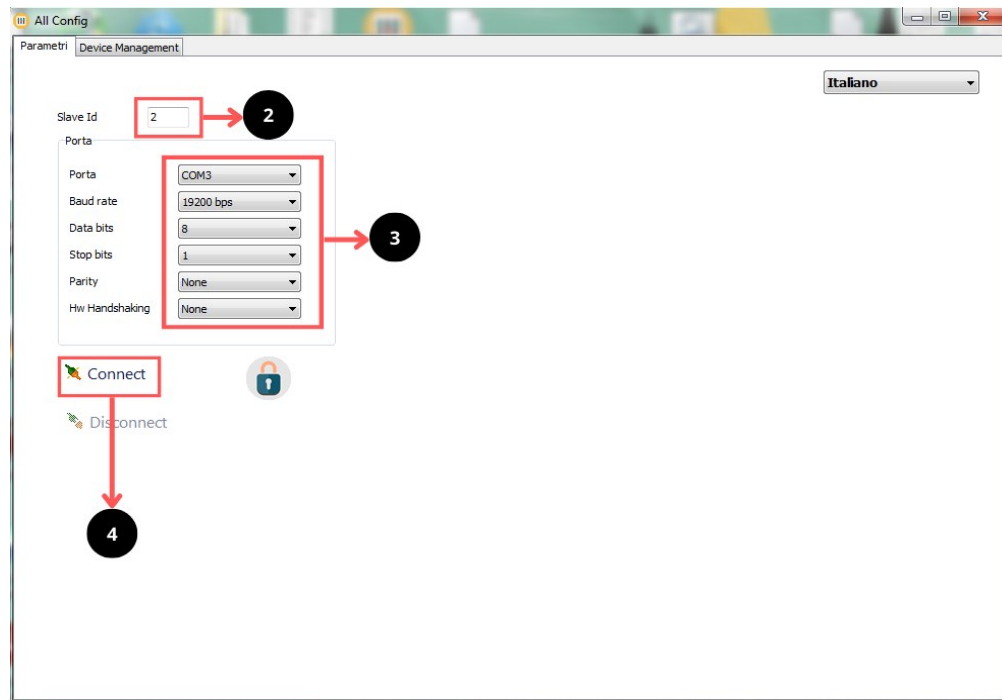 All Config
Parametri Device Management
Italiano
Slave Id 2 2
Porta
Porta COM3
Baud rate 19200 bps
Data bits 8
3
Stop bits 1
Parity None
Hw Handshaking None
Connect
Disconnect
4